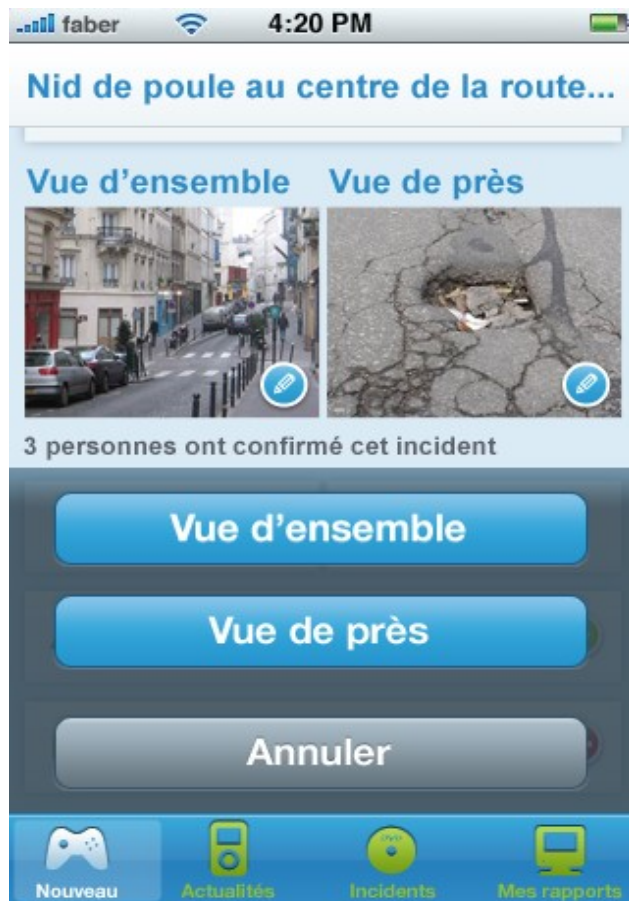 faber 4:20 PM
Nid de poule au centre de la route...
Vue d’ensemble Vue de près
3 personnes ont confirmé cet incident
Vue d’ensemble
Vue de près
Annuler
DVD
Nouveau Actualités Incidents Mes rapports